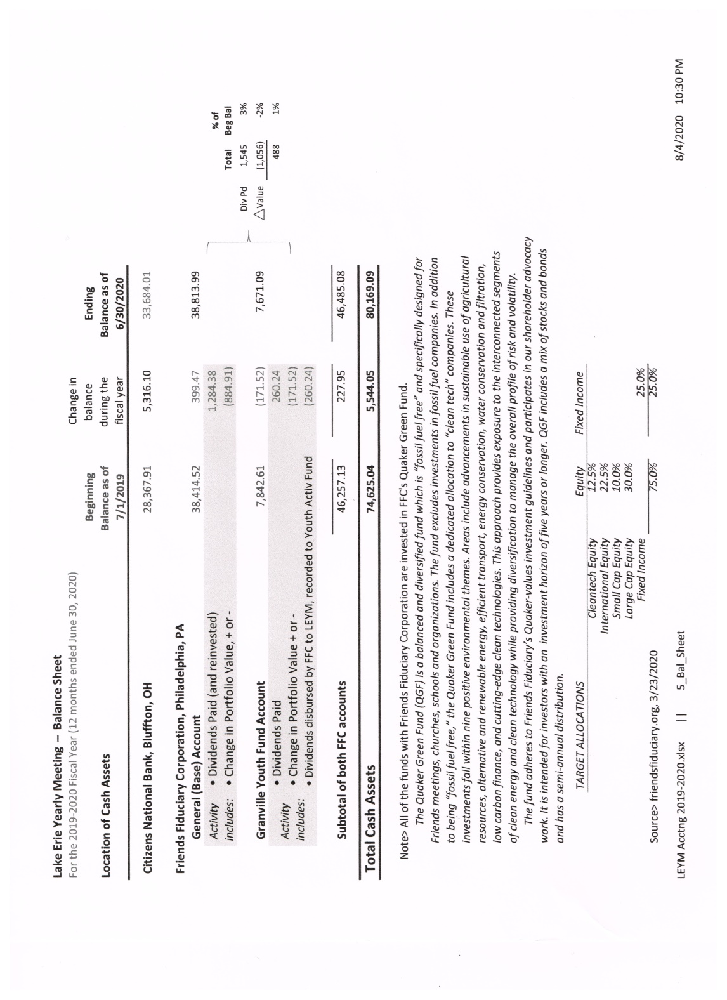 Lake Erie Yearly Meeting – Balance Sheet
For the 2019-2020 Fiscal Year (12 months ended June 30, 2020)
Location of Cash Assets
Beginning
Balance as of
7/1/2019
Change in
balance
during the
fiscal year
Ending
Balance as of
6/30/2020
Citizens National Bank, Bluffton, OH 28,367.91 5,316.10 33,684.01
Friends Fiduciary Corporation, Philadelphia, PA
General (Base) Account 38,414.52 399.47 38,813.99
Activity • Dividends Paid (and reinvested) 1,284.38
includes: • Change in Portfolio Value, + or - (884.91)
Granville Youth Fund Account 7,842.61 (171.52) 7,671.09
• Dividends Paid 260.24
Activity • Change in Portfolio Value + or - (171.52)
includes: • Dividends disbursed by FFC to LEYM, recorded to Youth Activ Fund (260.24)
% of
Total Beg Bal
Div Pd 1,545 3%
△Value (1,056) -2%
488 1%
Subtotal of both FFC accounts 46,257.13 227.95 46,485.08
Total Cash Assets 74,625.04 5,544.05 80,169.09
Note> All of the funds with Friends Fiduciary Corporation are invested in FFC's Quaker Green Fund.
The Quaker Green Fund (QGF) is a balanced and diversified fund which is "fossil fuel free" and specifically designed for
Friends meetings, churches, schools and organizations. The fund excludes investments in fossil fuel companies. In addition
to being "fossil fuel free," the Quaker Green Fund includes a dedicated allocation to "clean tech" companies. These
investments fall within nine positive environmental themes. Areas include advancements in sustainable use of agricultural
resources, alternative and renewable energy, efficient transport, energy conservation, water conservation and filtration,
low carbon finance, and cutting-edge clean technologies. This approach provides exposure to the interconnected segments
of clean energy and clean technology while providing diversification to manage the overall profile of risk and volatility.
The fund adheres to Friends Fiduciary's Quaker-values investment guidelines and participates in our shareholder advocacy
work. It is intended for investors with an investment horizon of five years or longer. QGF includes a mix of stocks and bonds
and has a semi-annual distribution.
TARGET ALLOCATIONS Equity Fixed Income
Cleantech Equity 12.5%
International Equity 22.5%
Small Cap Equity 10.0%
Large Cap Equity 30.0%
Fixed Income 25.0%
Source> friendsfiduciary.org, 3/23/2020 75.0% 25.0%
LEYM Acctng 2019-2020.xlsx || 5_Bal_Sheet 8/4/2020 10:30 PM